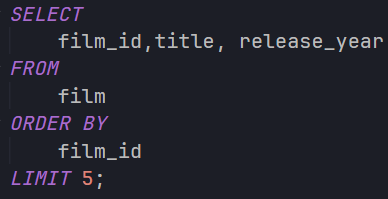 SELECT
    film_id,title, release_year
FROM
    film
ORDER BY
    film_id
LIMIT 5;